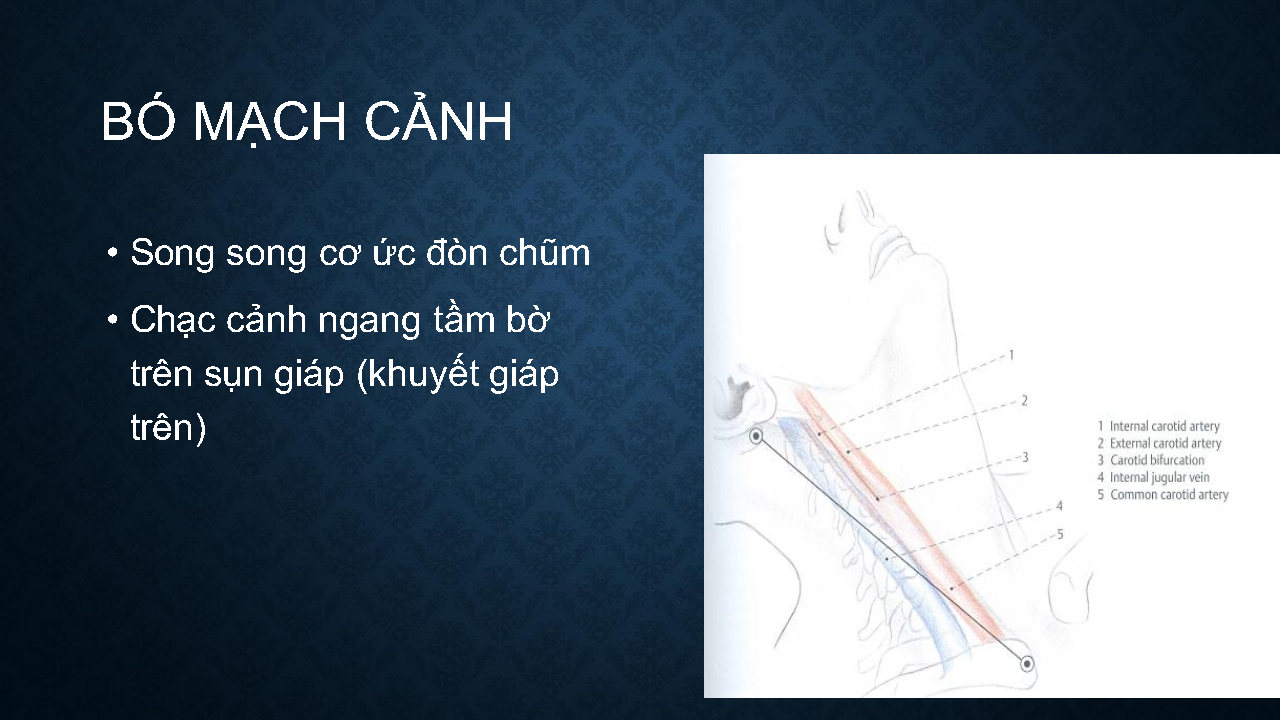 BÓ MẠCH CẢNH
• Song song cơ ức đòn chũm
• Chạc cảnh ngang tầm bờ
trên sụn giáp (khuyết giáp
trên)
1
2
3
4
5
1 Internal carotid artery
2 External carotid artery
3 Carotid bifurcation
4 Internal jugular vein
5 Common carotid artery